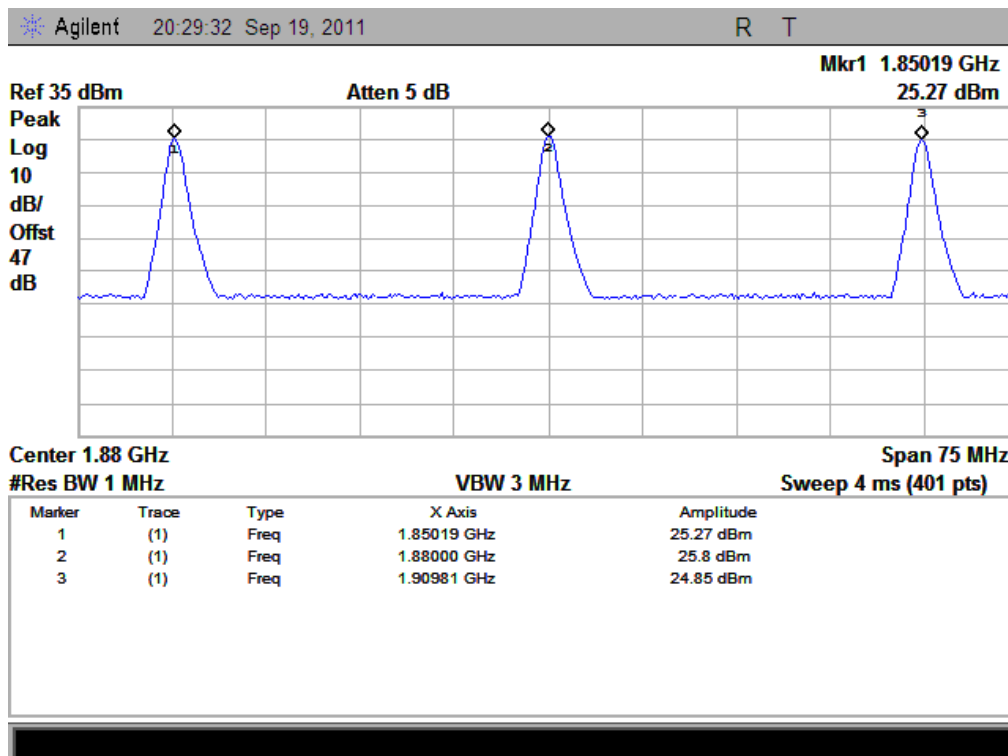 Agilent 20:29:32 Sep 19, 2011 R T
Mkr1 1.85019 GHz
Ref 35 dBm Atten 5 dB 25.27 dBm
Peak
Log
10
dB/
Offst
47
dB
1
2
3
Center 1.88 GHz Span 75 MHz
#Res BW 1 MHz VBW 3 MHz Sweep 4 ms (401 pts)
Marker Trace Type X Axis Amplitude
1 (1) Freq 1.85019 GHz 25.27 dBm
2 (1) Freq 1.88000 GHz 25.8 dBm
3 (1) Freq 1.90981 GHz 24.85 dBm